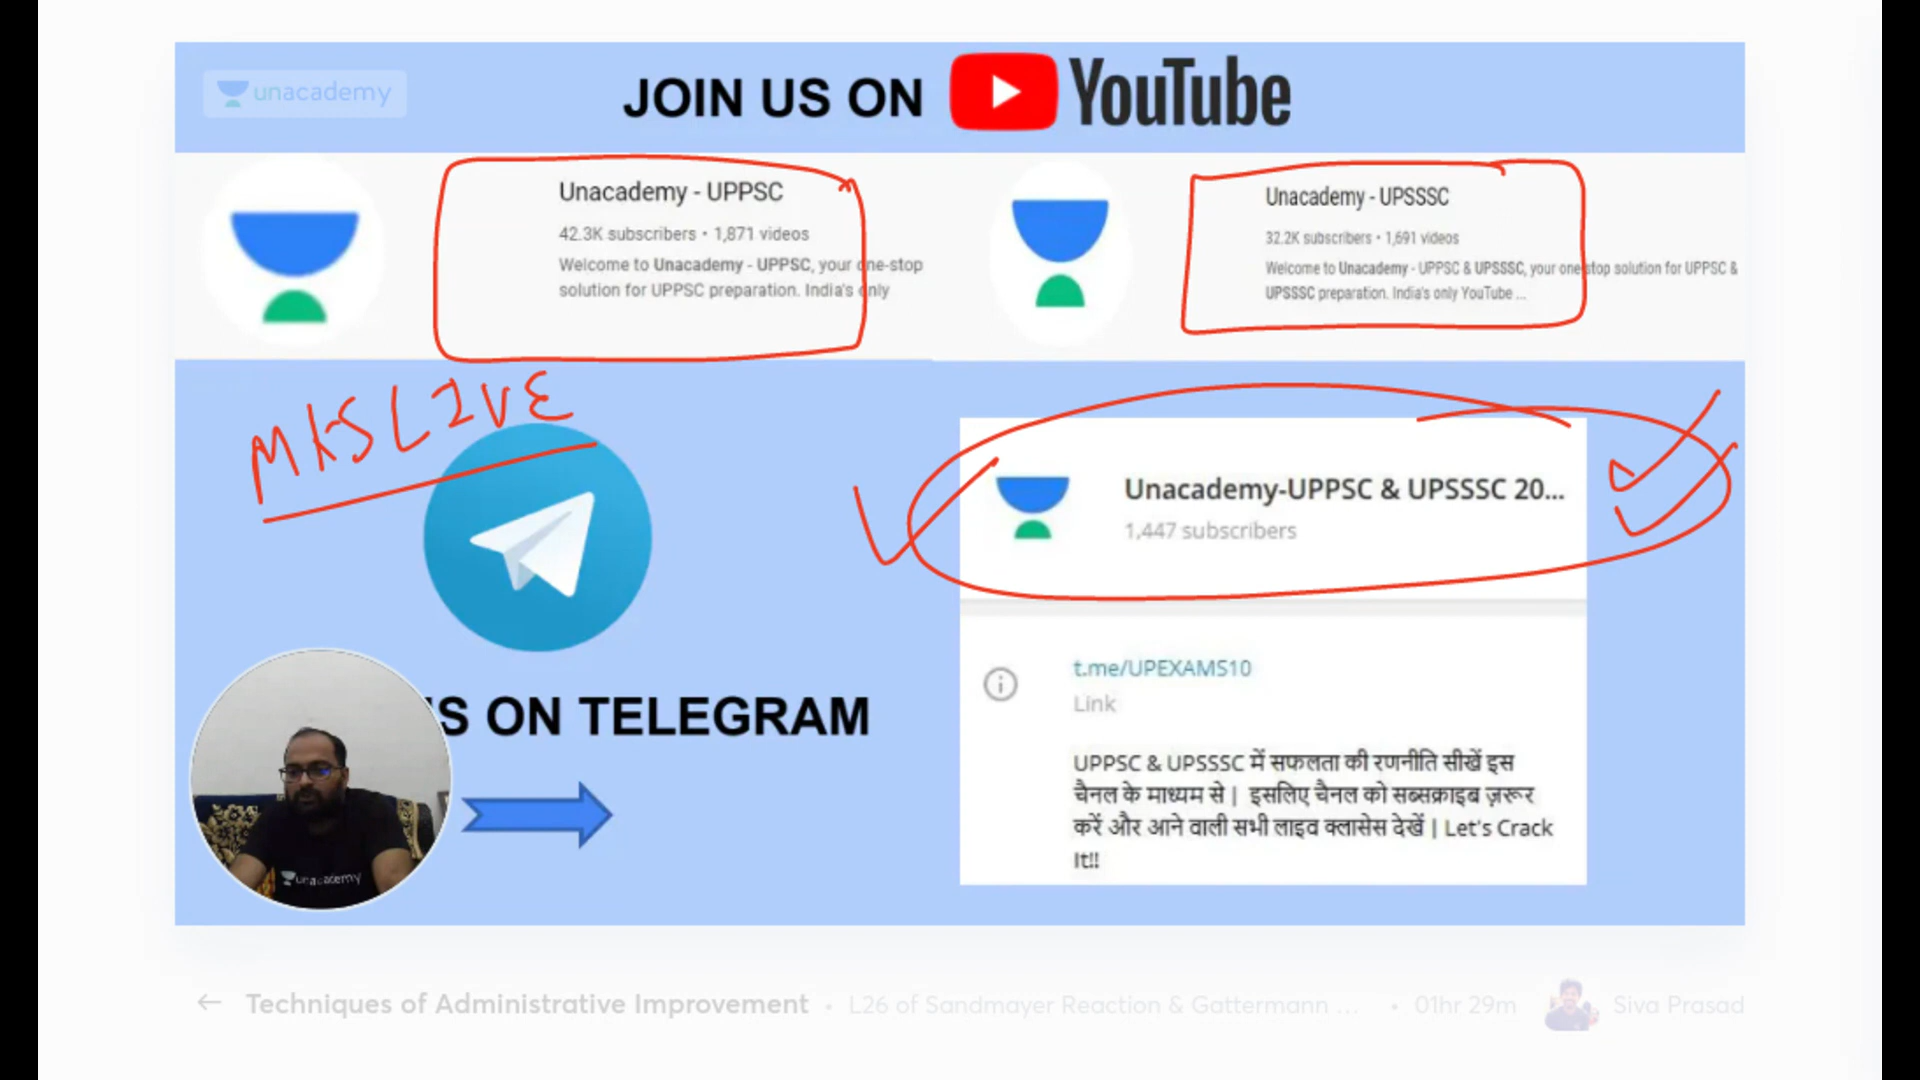 unacademy
JOIN US ON YouTube
Unacademy - UPPSC
42.3K subscribers • 1,871 videos
Welcome to Unacademy - UPPSC, your one-stop
solution for UPPSC preparation. India's only
Unacademy - UPSSSC
32.2K subscribers • 1,691 videos
Welcome to Unacademy - UPPSC & UPSSSC, your one-stop solution for UPPSC &
UPSSSC preparation. India's only YouTube ...
MKSLIVE
Unacademy-UPPSC & UPSSSC 20...
1,447 subscribers
t.me/UPEXAMS10
Link
UPPSC & UPSSSC में सफलता की रणनीति सीखें इस
चैनल के माध्यम से | इसलिए चैनल को सब्सक्राइब ज़रूर
करें और आने वाली सभी लाइव क्लासेस देखें | Let's Crack
It!!
ON TELEGRAM
unacademy
Techniques of Administrative Improvement • L26 of Sandmayer Reaction & Gattermann ... • 01hr 29m Siva Prasad